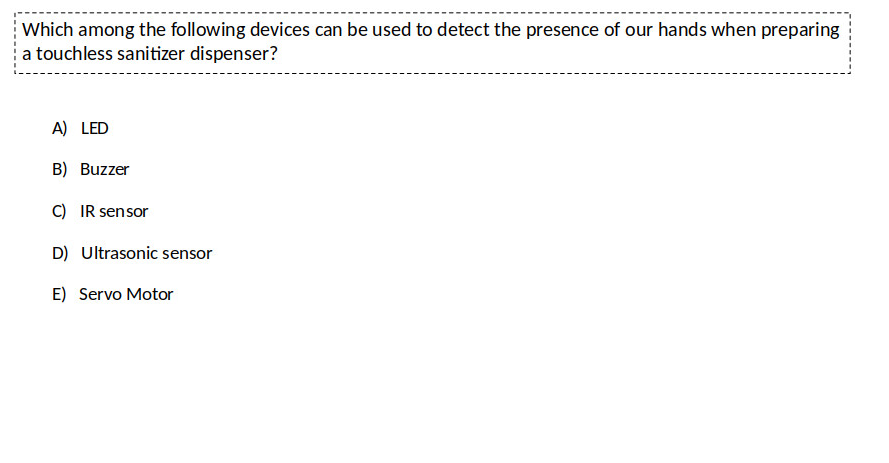 Which among the following devices can be used to detect the presence of our hands when preparing
a touchless sanitizer dispenser?
A) LED
B) Buzzer
C) IR sensor
D) Ultrasonic sensor
E) Servo Motor